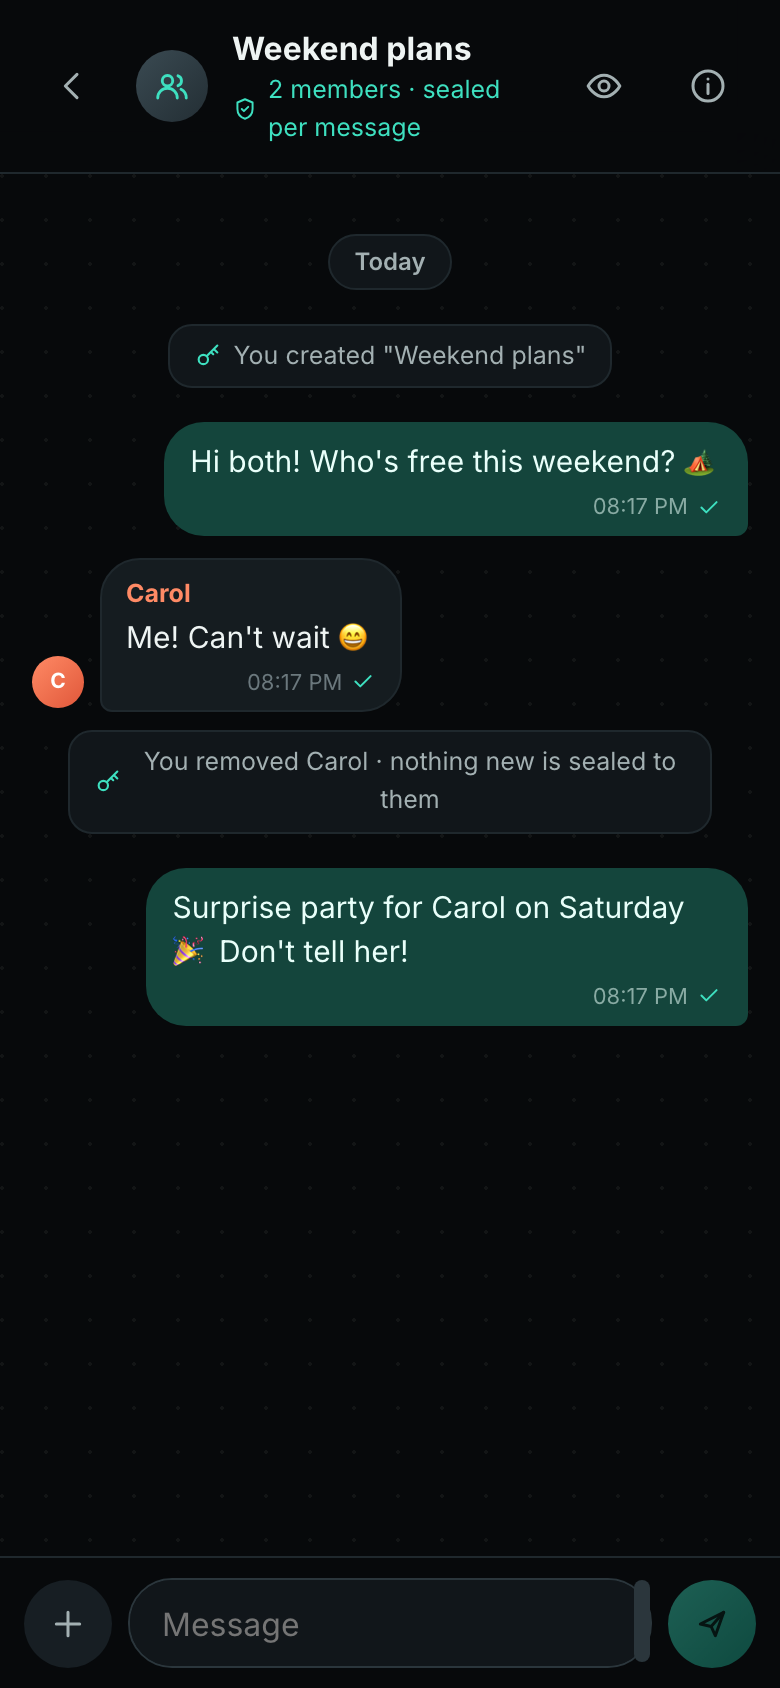 Weekend plans
2 members · sealed
per message
Today
You created "Weekend plans"
Hi both! Who's free this weekend? 🏕️
08:17 PM
Carol
Me! Can't wait 😄
C
08:17 PM
You removed Carol · nothing new is sealed to
them
Surprise party for Carol on Saturday
🎉 Don't tell her!
08:17 PM
Message